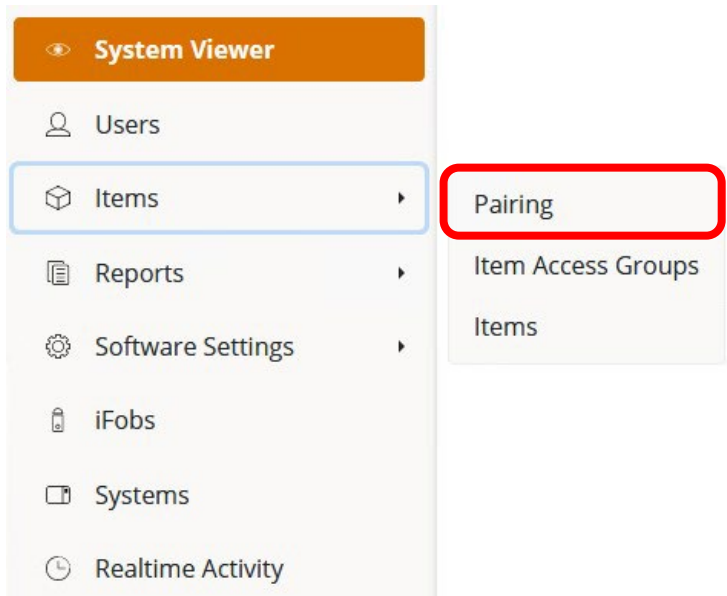 System Viewer
Users
Items
Pairing
Item Access Groups
Items
Reports
Software Settings
iFobs
Systems
Realtime Activity